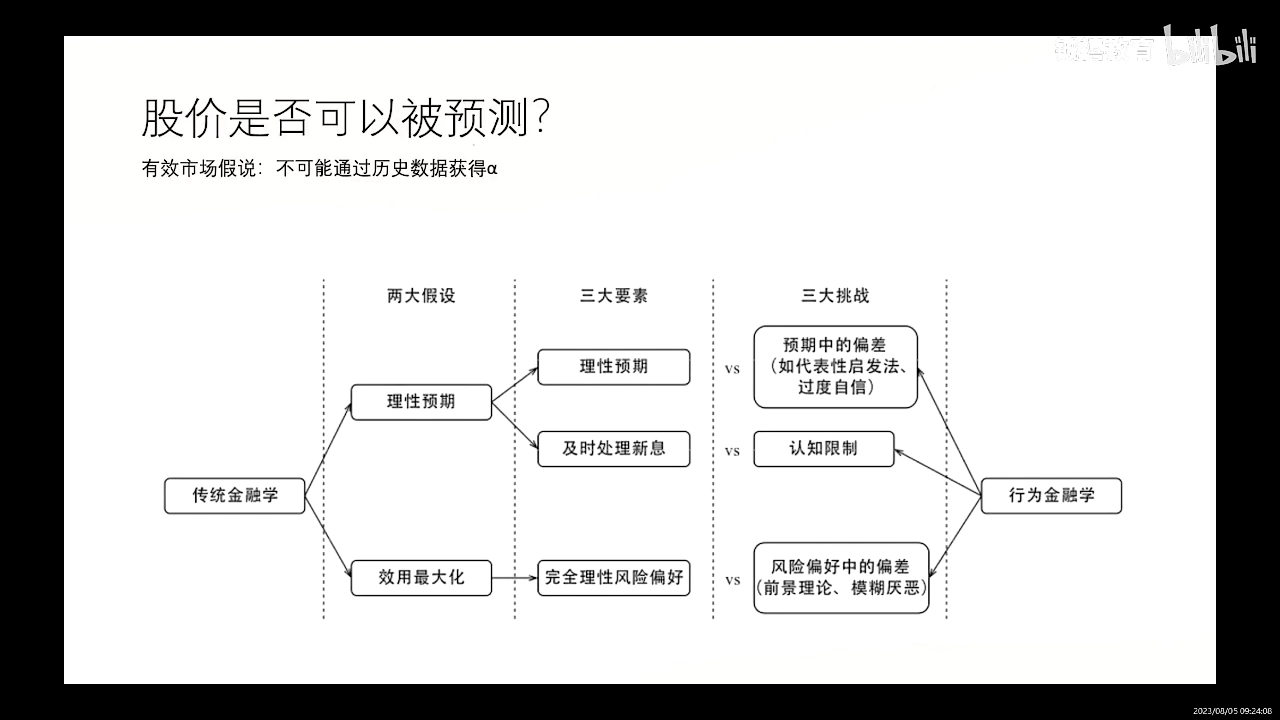 bilibili
股价是否可以被预测?
有效市场假说：不可能通过历史数据获得α
两大假设
三大要素
三大挑战
预期中的偏差
（如代表性启发法、
过度自信）
理性预期
vs
理性预期
及时处理新息
vs
认知限制
传统金融学
行为金融学
效用最大化
完全理性风险偏好
vs
风险偏好中的偏差
（前景理论、模糊厌恶）
2023/08/05 09:24:08